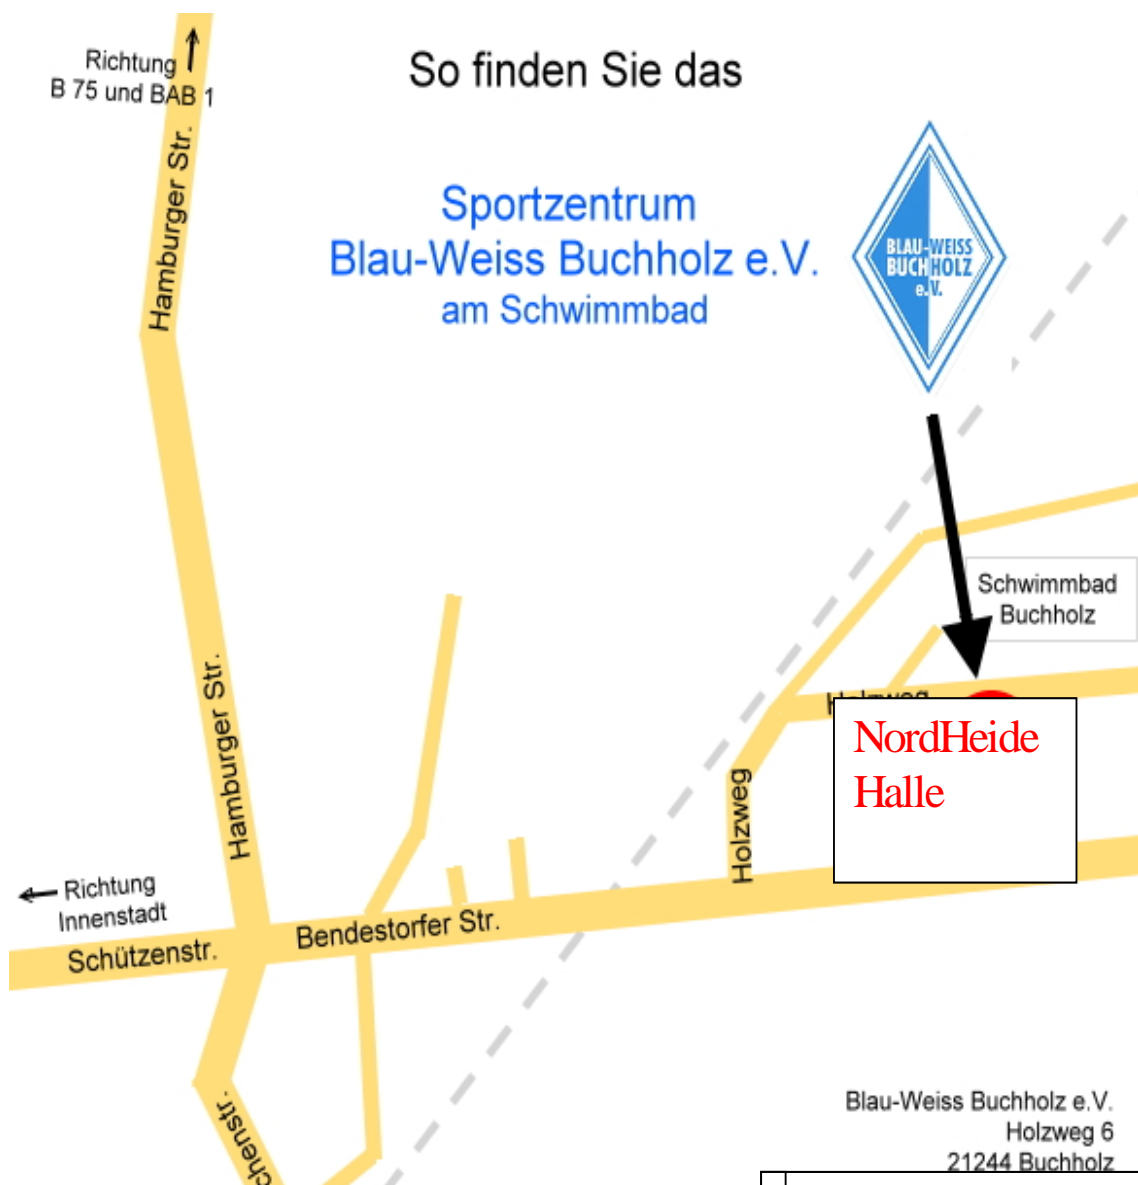 So finden Sie das
Richtung
B 75 und BAB 1
Hamburger Str.
Sportzentrum
Blau-Weiss Buchholz e.V.
am Schwimmbad
BLAU-WEISS
BUCHHOLZ
e.V.
Schwimmbad
Buchholz
Hamburger Str.
Holzweg
NordHeide
Halle
Holzweg
Richtung
Innenstadt
Schützenstr.
Bendestorfer Str.
chenstr.
Blau-Weiss Buchholz e.V.
Holzweg 6
21244 Buchholz